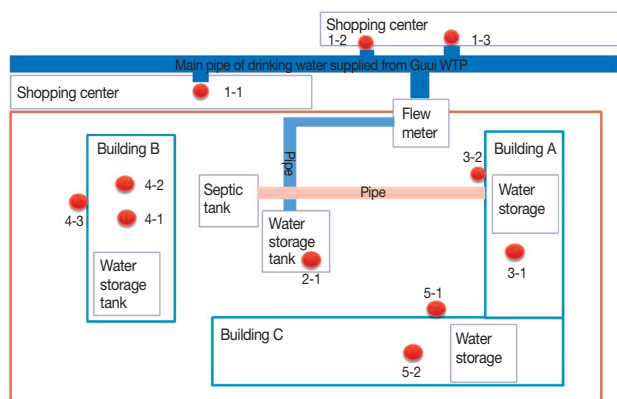 Shopping center
1-2
1-3
Main pipe of drinking water supplied from Guui WTP
Shopping center
1-1
Flew
meter
Building B
4-2
4-3
4-1
Water
storage
tank
Pipe
Septic
tank
Pipe
Water
storage
tank
2-1
3-2
Building A
Water
storage
3-1
5-1
Building C
Water
storage
5-2